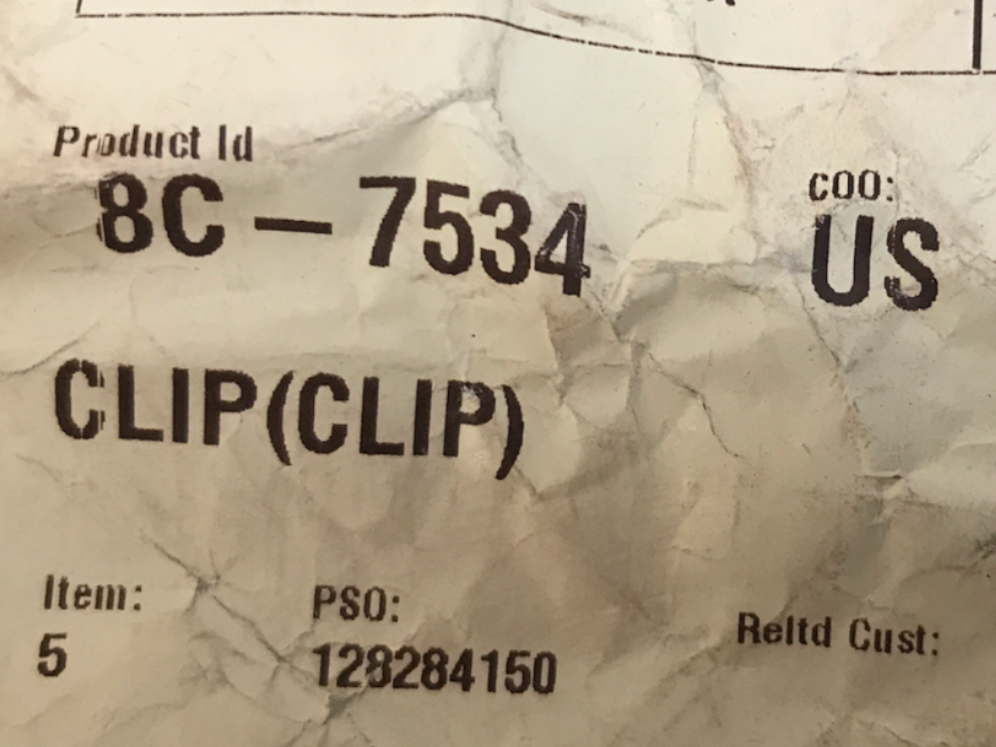 Product Id
8C-7534
COO:
US
CLIP(CLIP)
Item:
5
PSO:
128284150
Reltd Cust: